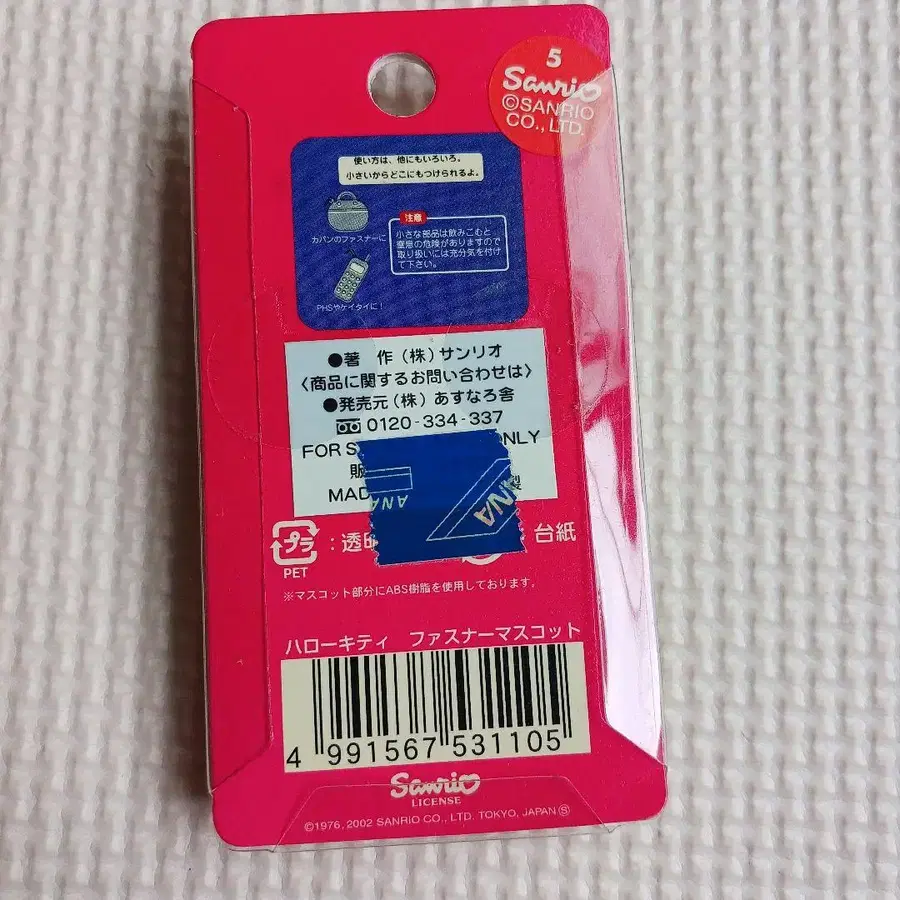 5
Sanrio
©SANRIO
CO., LTD.
使い方は、他にもいろいろ。
小さいからどこにもつけられるよ。
カバンのファスナーに
注意
小さな部品は飲みこむと
窒息の危険がありますので
取り扱いには充分気を付け
て下さい。
PHSやケイタイに!
●著 作(株)サンリオ
〈商品に関するお問い合わせは〉
●発売元(株)あすなろ舎
0120-334-337
FOR
販
MAD
製
ANA
プラ
PET
:透
台紙
※マスコット部分にABS樹脂を使用しております。
ハローキティ ファスナーマスコット
4 991567 531105
Sanrio
LICENSE
©1976, 2002 SANRIO CO., LTD. TOKYO, JAPAN Ⓢ